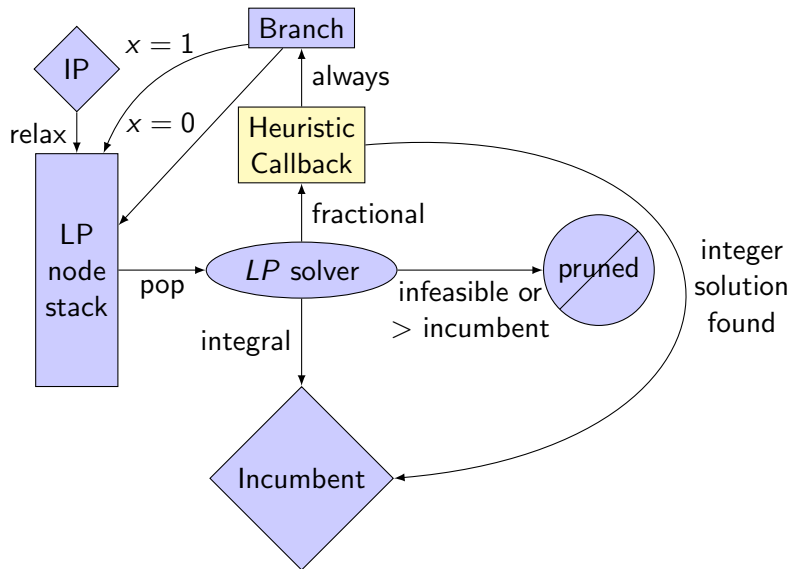 Branch
x = 1
IP
always
x = 0
relax
Heuristic
Callback
fractional
LP
node
stack
LP solver
pruned
integer
solution
found
pop
infeasible or
> incumbent
integral
Incumbent